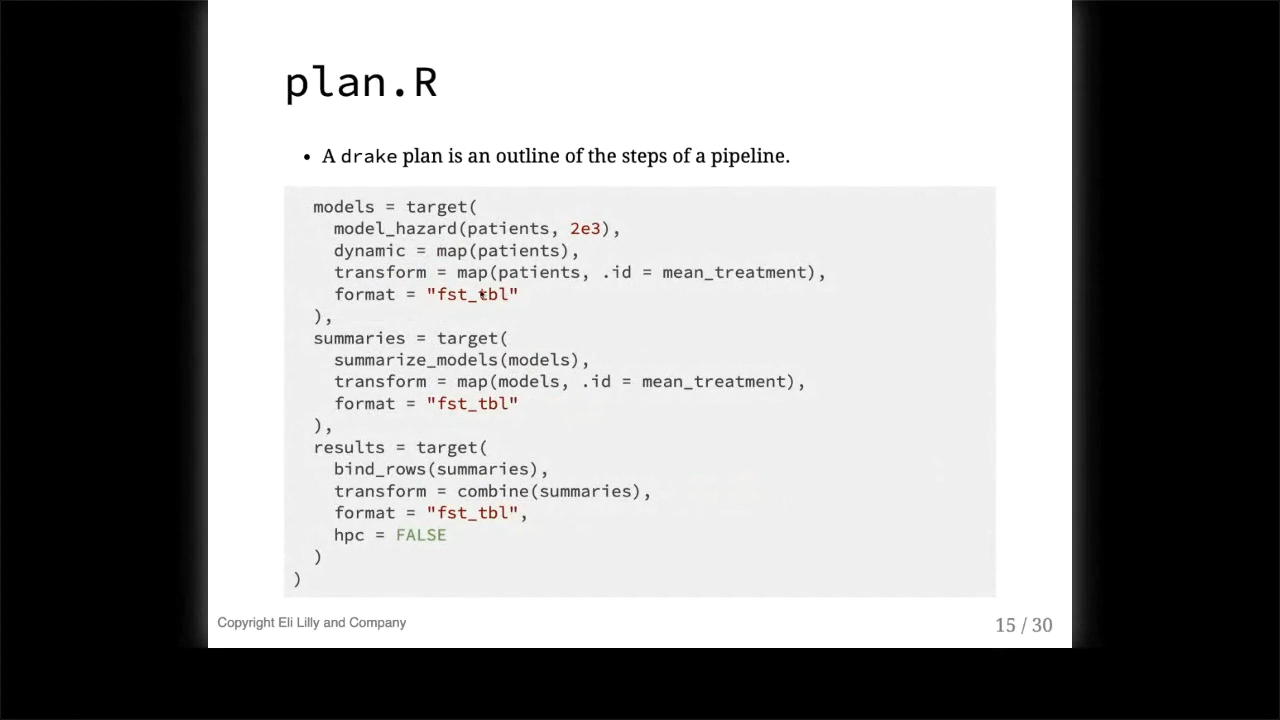 plan.R
• A drake plan is an outline of the steps of a pipeline.
models = target(
model_hazard(patients, 2e3),
dynamic = map(patients),
transform = map(patients, .id = mean_treatment),
format = "fst_tbl"
),
summaries = target(
summarize_models(models),
transform = map(models, .id = mean_treatment),
format = "fst_tbl"
),
results = target(
bind_rows(summaries),
transform = combine(summaries),
format = "fst_tbl",
hpc = FALSE
)
)
Copyright Eli Lilly and Company
15 / 30